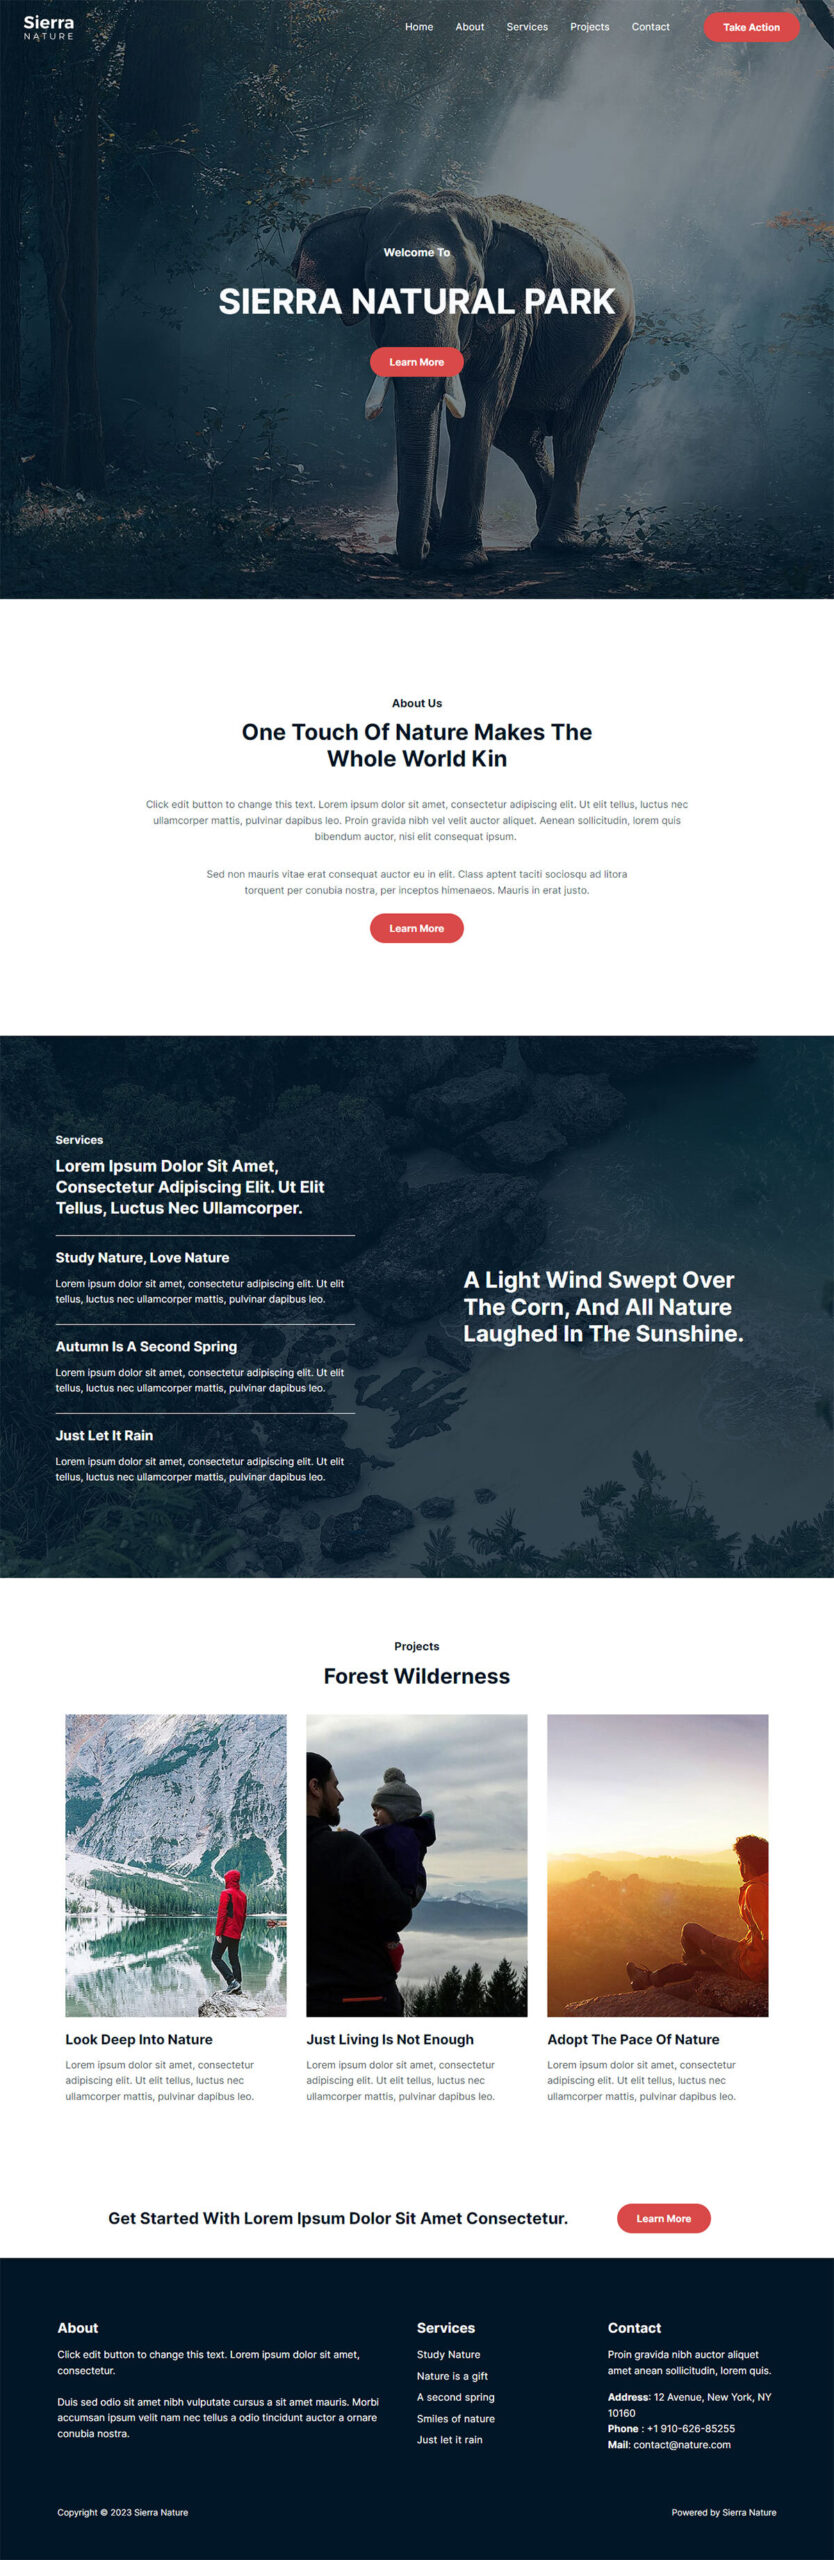 Sierra
NATURE
Home About Services Projects Contact Take Action
Welcome To
SIERRA NATURAL PARK
Learn More
About Us
One Touch Of Nature Makes The
Whole World Kin
Click edit button to change this text. Lorem ipsum dolor sit amet, consectetur adipiscing elit. Ut elit tellus, luctus nec
ullamcorper mattis, pulvinar dapibus leo. Proin gravida nibh vel velit auctor aliquet. Aenean sollicitudin, lorem quis
bibendum auctor, nisi elit consequat ipsum.
Sed non mauris vitae erat consequat auctor eu in elit. Class aptent taciti sociosqu ad litora
torquent per conubia nostra, per inceptos himenaeos. Mauris in erat justo.
Learn More
Services
Lorem Ipsum Dolor Sit Amet,
Consectetur Adipiscing Elit. Ut Elit
Tellus, Luctus Nec Ullamcorper.
Study Nature, Love Nature
Lorem ipsum dolor sit amet, consectetur adipiscing elit. Ut elit
tellus, luctus nec ullamcorper mattis, pulvinar dapibus leo.
Autumn Is A Second Spring
Lorem ipsum dolor sit amet, consectetur adipiscing elit. Ut elit
tellus, luctus nec ullamcorper mattis, pulvinar dapibus leo.
Just Let It Rain
Lorem ipsum dolor sit amet, consectetur adipiscing elit. Ut elit
tellus, luctus nec ullamcorper mattis, pulvinar dapibus leo.
A Light Wind Swept Over
The Corn, And All Nature
Laughed In The Sunshine.
Projects
Forest Wilderness
Look Deep Into Nature
Lorem ipsum dolor sit amet, consectetur
adipiscing elit. Ut elit tellus, luctus nec
ullamcorper mattis, pulvinar dapibus leo.
Just Living Is Not Enough
Lorem ipsum dolor sit amet, consectetur
adipiscing elit. Ut elit tellus, luctus nec
ullamcorper mattis, pulvinar dapibus leo.
Adopt The Pace Of Nature
Lorem ipsum dolor sit amet, consectetur
adipiscing elit. Ut elit tellus, luctus nec
ullamcorper mattis, pulvinar dapibus leo.
Get Started With Lorem Ipsum Dolor Sit Amet Consectetur.
Learn More
About
Click edit button to change this text. Lorem ipsum dolor sit amet,
consectetur.
Duis sed odio sit amet nibh vulputate cursus a sit amet mauris. Morbi
accumsan ipsum velit nam nec tellus a odio tincidunt auctor a ornare
conubia nostra.
Services
Study Nature
Nature is a gift
A second spring
Smiles of nature
Just let it rain
Contact
Proin gravida nibh auctor aliquet
amet anean sollicitudin, lorem quis.
Address: 12 Avenue, New York, NY
10160
Phone : +1 910-626-85255
Mail: contact@nature.com
Copyright © 2023 Sierra Nature
Powered by Sierra Nature